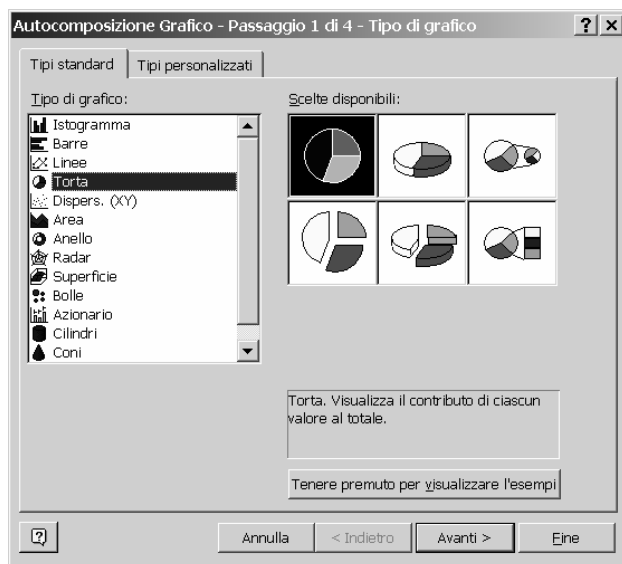 Autocomposizione Grafico - Passaggio 1 di 4 - Tipo di grafico
Tipi standard
Tipi personalizzati
Tipo di grafico:
Istogramma
Barre
Linee
Torta
Dispers. (XY)
Area
Anello
Radar
Superficie
Bolle
Azionario
Cilindri
Coni
Scelte disponibili:
Torta. Visualizza il contributo di ciascun
valore al totale.
Tenere premuto per visualizzare l'esempi
Annulla
< Indietro
Avanti >
Fine